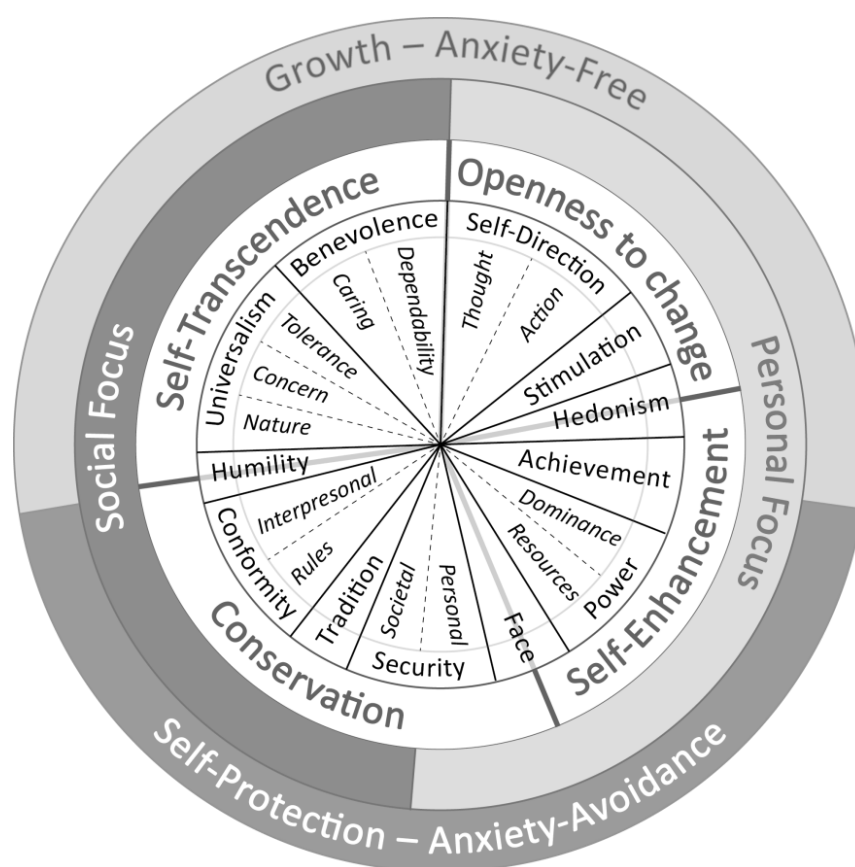 Growth – Anxiety-Free
Personal Focus
Self-Protection – Anxiety-Avoidance
Social Focus
Self-Transcendence
Openness to change
Self-Enhancement
Conservation
Benevolence
Caring
Dependability
Self-Direction
Thought
Action
Stimulation
Hedonism
Achievement
Dominance
Resources
Power
Face
Security
Personal
Societal
Tradition
Conformity
Rules
Interpresonal
Humility
Universalism
Nature
Concern
Tolerance